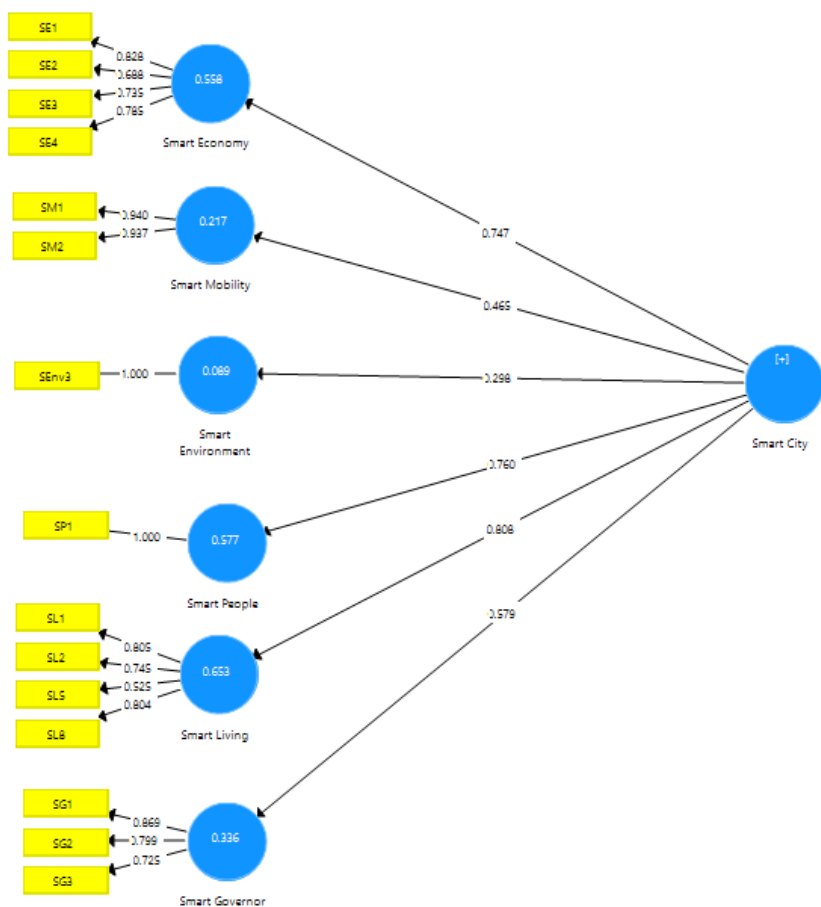 SE1
0.828
SE2
0.688
0.558
SE3
0.735
0.785
SE4
Smart Economy
SM1
0.940
0.217
SM2
0.937
Smart Mobility
0.747
0.465
SEnv3
1.000
0.089
0.298
[+]
Smart
Environment
Smart City
0.760
SP1
1.000
0.577
0.808
Smart People
SL1
0.805
SL2
0.745
0.653
SL5
0.525
0.804
SL8
Smart Living
0.579
SG1
0.869
SG2
0.799
0.336
0.725
SG3
Smart Governor